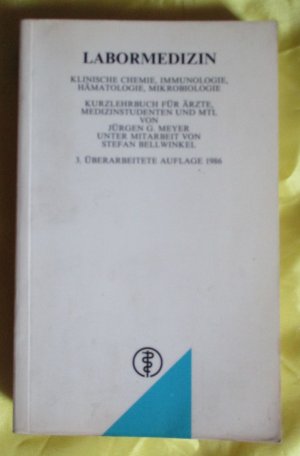 LABORMEDIZIN
KLINISCHE CHEMIE, IMMUNOLOGIE,
HÄMATOLOGIE, MIKROBIOLOGIE
KURZLEHRBUCH FÜR ÄRZTE,
MEDIZINSTUDENTEN UND MTL
VON
JÜRGEN G. MEYER
UNTER MITARBEIT VON
STEFAN BELLWINKEL
3. ÜBERARBEITETE AUFLAGE 1986